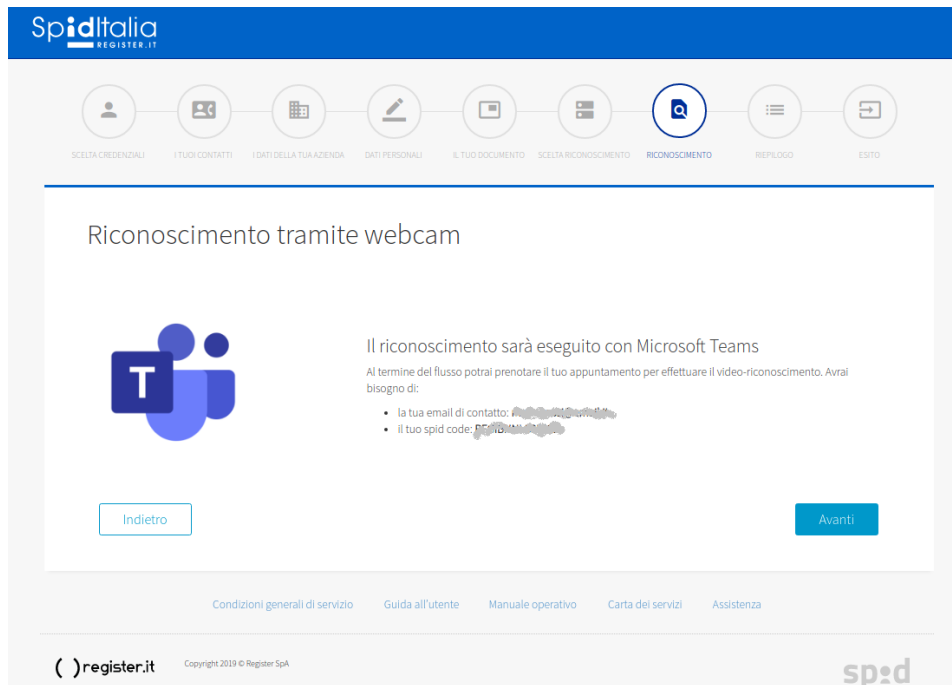 SpidItalia
REGISTER.IT
SCELTA CREDENZIALI
I TUOI CONTATTI
I DATI DELLA TUA AZIENDA
DATI PERSONALI
IL TUO DOCUMENTO
SCELTA RICONOSCIMENTO
RICONOSCIMENTO
RIEPILOGO
ESITO
Riconoscimento tramite webcam
T
Il riconoscimento sarà eseguito con Microsoft Teams
Al termine del flusso potrai prenotare il tuo appuntamento per effettuare il video-riconoscimento. Avrai
bisogno di:
• la tua email di contatto:
• il tuo spid code:
Indietro
Avanti
Condizioni generali di servizio
Guida all'utente
Manuale operativo
Carta dei servizi
Assistenza
( ) register.it
Copyright 2019 © Register SpA
spid